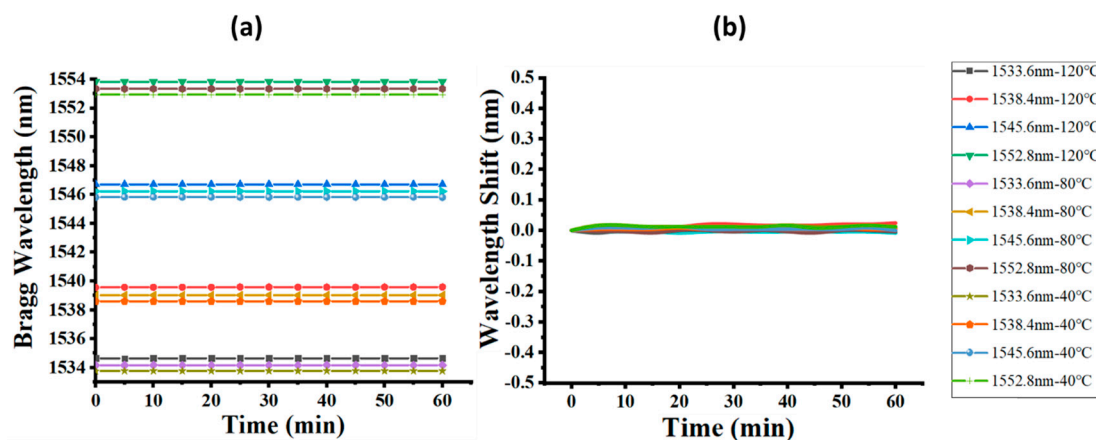 (a)
(b)
1554
1552
1550
1548
1546
1544
1542
1540
1538
1536
1534
Bragg Wavelength (nm)
0 10 20 30 40 50 60
Time (min)
0.5
0.4
0.3
0.2
0.1
0.0
-0.1
-0.2
-0.3
-0.4
-0.5
Wavelength Shift (nm)
0 10 20 30 40 50 60
Time (min)
1533.6nm-120℃
1538.4nm-120℃
1545.6nm-120℃
1552.8nm-120℃
1533.6nm-80℃
1538.4nm-80℃
1545.6nm-80℃
1552.8nm-80℃
1533.6nm-40℃
1538.4nm-40℃
1545.6nm-40℃
1552.8nm-40℃